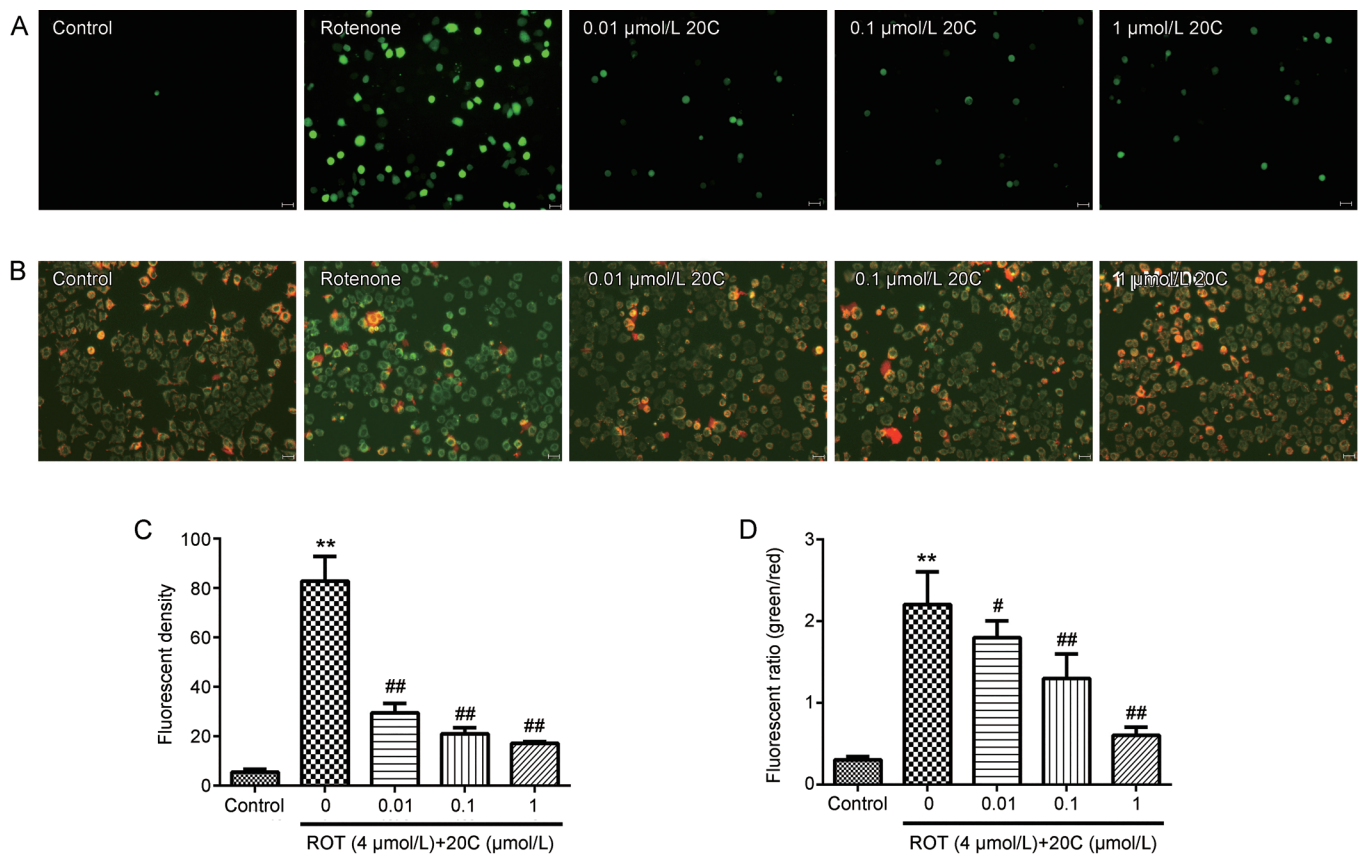 A
Control
Rotenone
0.01 µmol/L 20C
0.1 µmol/L 20C
1 µmol/L 20C
B
Control
Rotenone
0.01 µmol/L 20C
0.1 µmol/L 20C
1 µmol/L 20C
C
Fluorescent density
100
80
60
40
20
0
**
##
##
##
Control
0
0.01
0.1
1
ROT (4 µmol/L)+20C (µmol/L)
D
Fluorescent ratio (green/red)
3
2
1
0
**
#
##
##
Control
0
0.01
0.1
1
ROT (4 µmol/L)+20C (µmol/L)